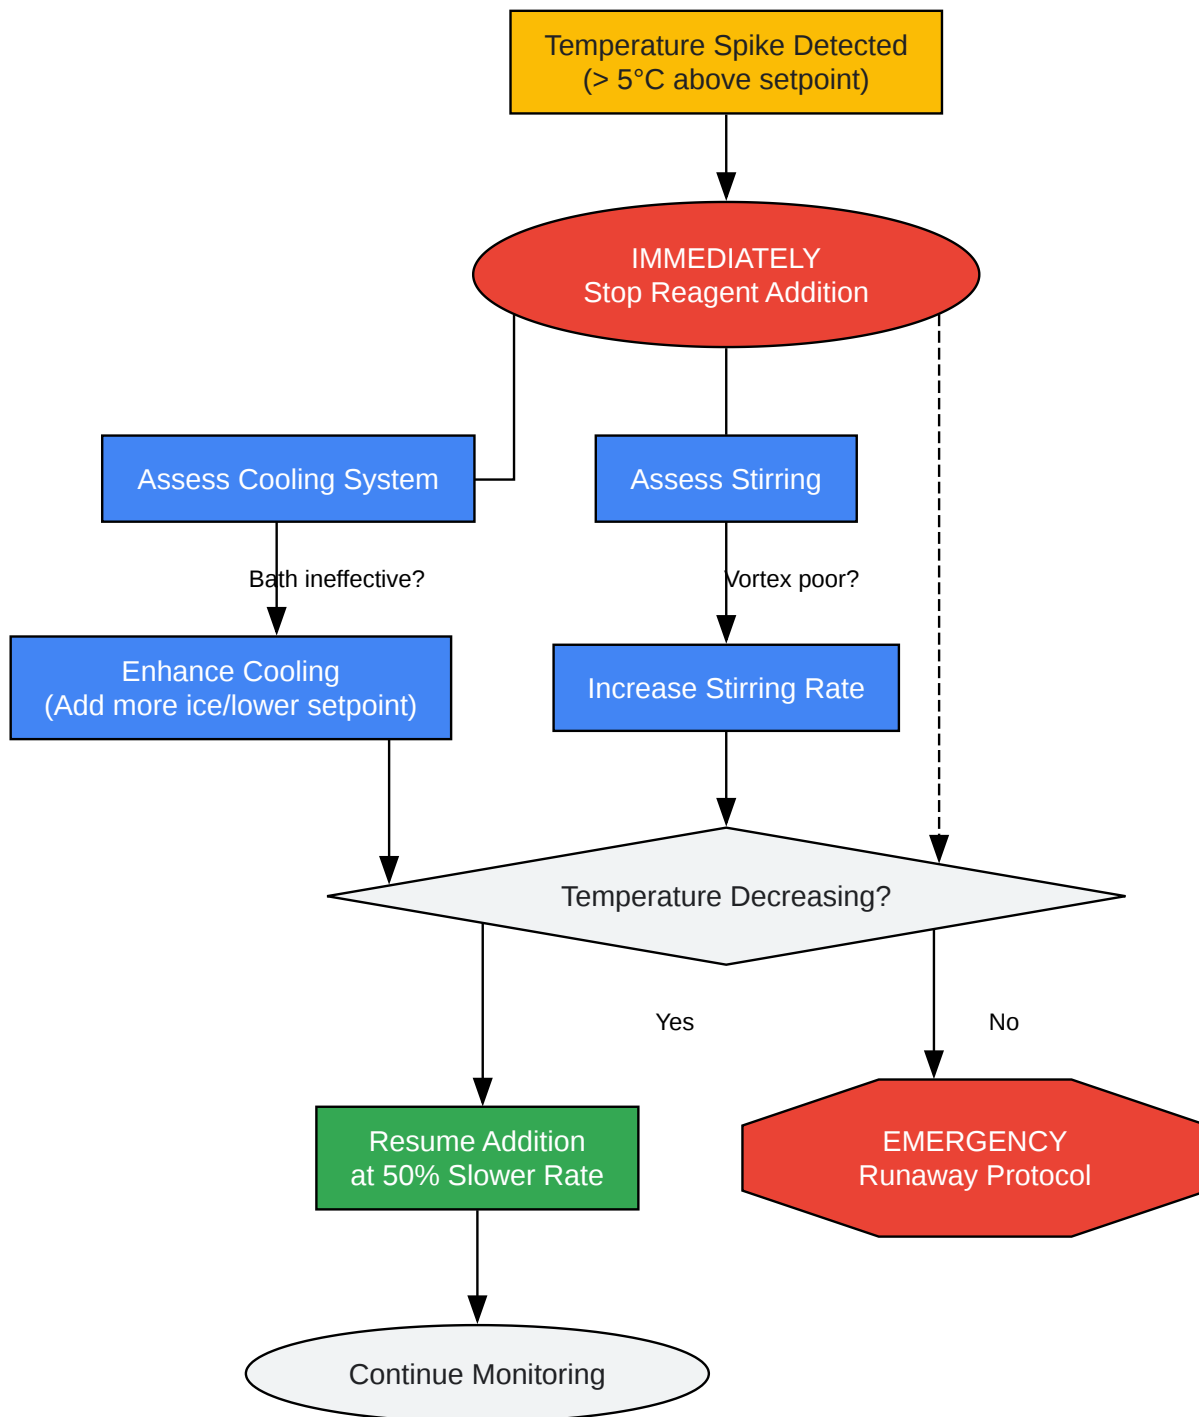 Temperature Spike Detected
(> 5°C above setpoint)
IMMEDIATELY
Stop Reagent Addition
Assess Cooling System
Assess Stirring
Bath ineffective?
Vortex poor?
Enhance Cooling
(Add more ice/lower setpoint)
Increase Stirring Rate
Temperature Decreasing?
Yes
No
Resume Addition
at 50% Slower Rate
EMERGENCY
Runaway Protocol
Continue Monitoring